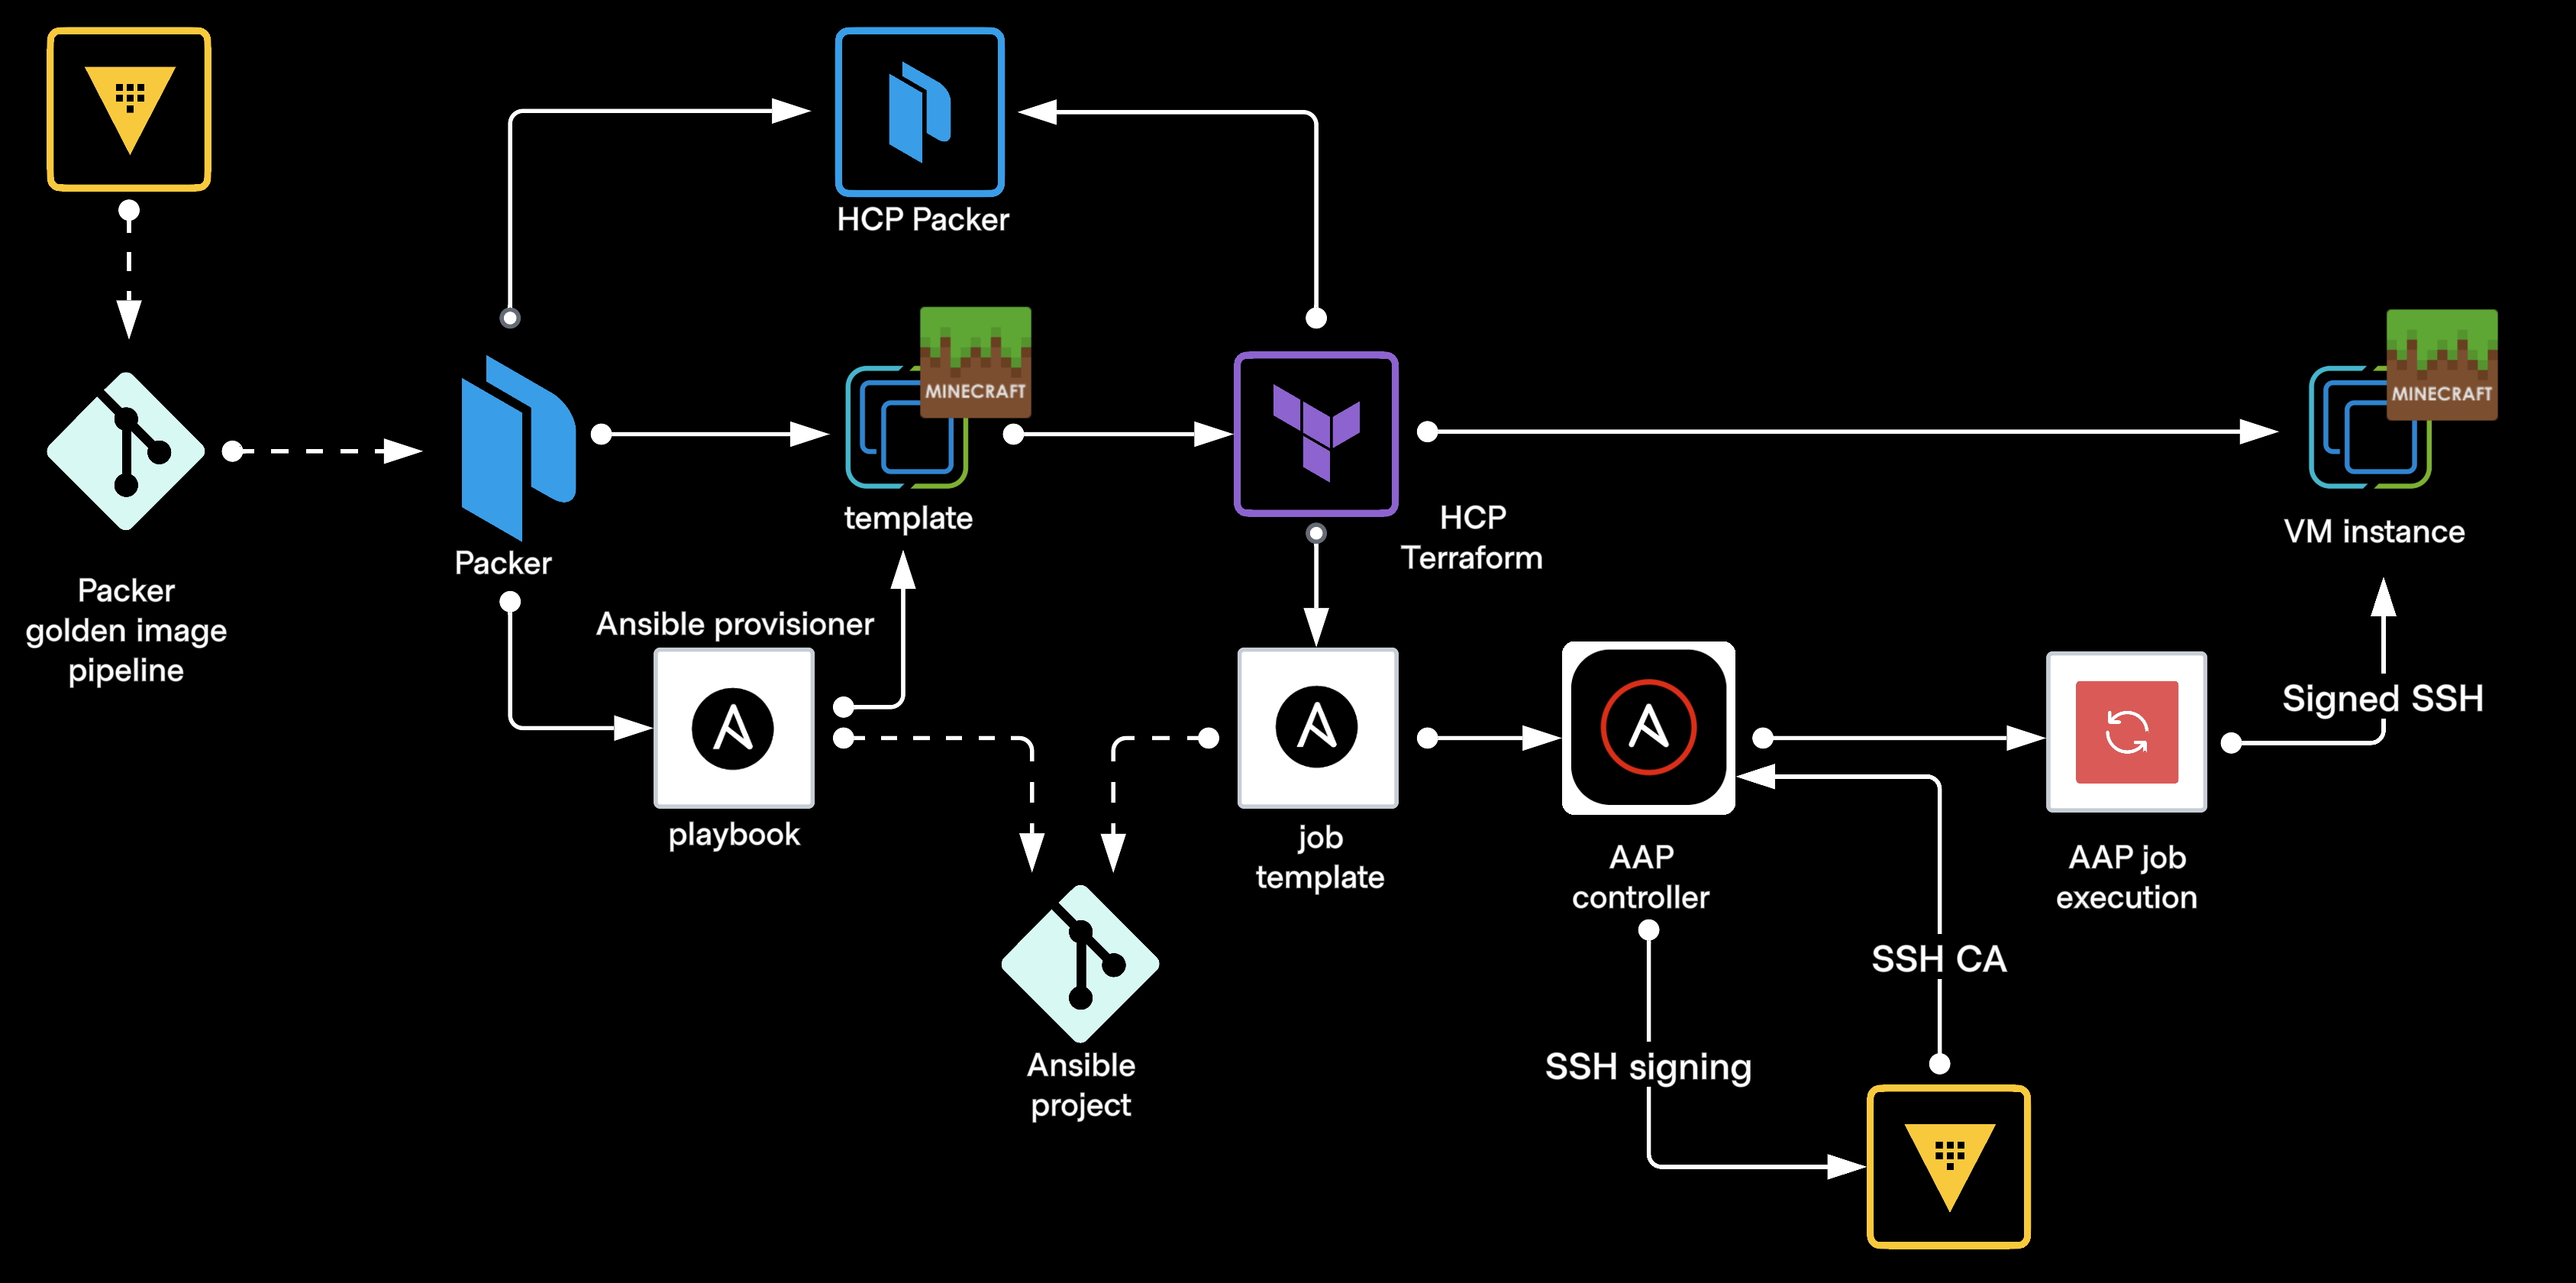 HCP Packer
MINECRAFT
MINECRAFT
template
HCP
Terraform
VM instance
Packer
Packer
golden image
pipeline
Ansible provisioner
playbook
job
template
AAP
controller
AAP job
execution
Signed SSH
SSH CA
SSH signing
Ansible
project